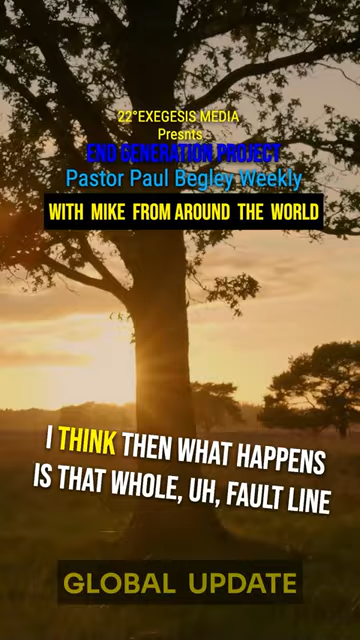 22°EXEGESIS MEDIA
Presnts
END GENERATION PROJECT
Pastor Paul Begley Weekly
WITH MIKE FROM AROUND THE WORLD
I THINK THEN WHAT HAPPENS
IS THAT WHOLE, UH, FAULT LINE
GLOBAL UPDATE